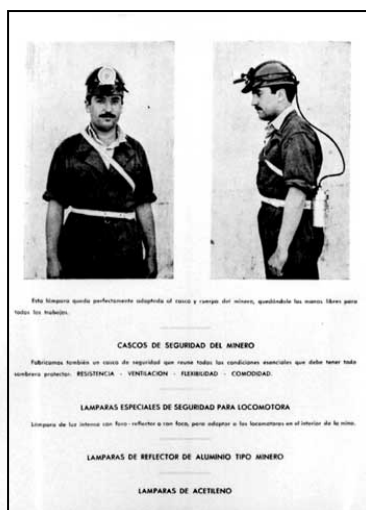 Esta lámpara queda perfectamente adaptada al casco y cuerpo del minero, quedándole las manos libres para
todos los trabajos.
CASCOS DE SEGURIDAD DEL MINERO
Fabricamos también un casco de seguridad que reune todas las condiciones esenciales que debe tener todo
sombrero protector: RESISTENCIA - VENTILACION - FLEXIBILIDAD - COMODIDAD.
LAMPARAS ESPECIALES DE SEGURIDAD PARA LOCOMOTORA
Lámpara de luz intensa con foco-reflector o con foco, para adaptar a las locomotoras en el interior de la mina.
LAMPARAS DE REFLECTOR DE ALUMINIO TIPO MINERO
LAMPARAS DE ACETILENO